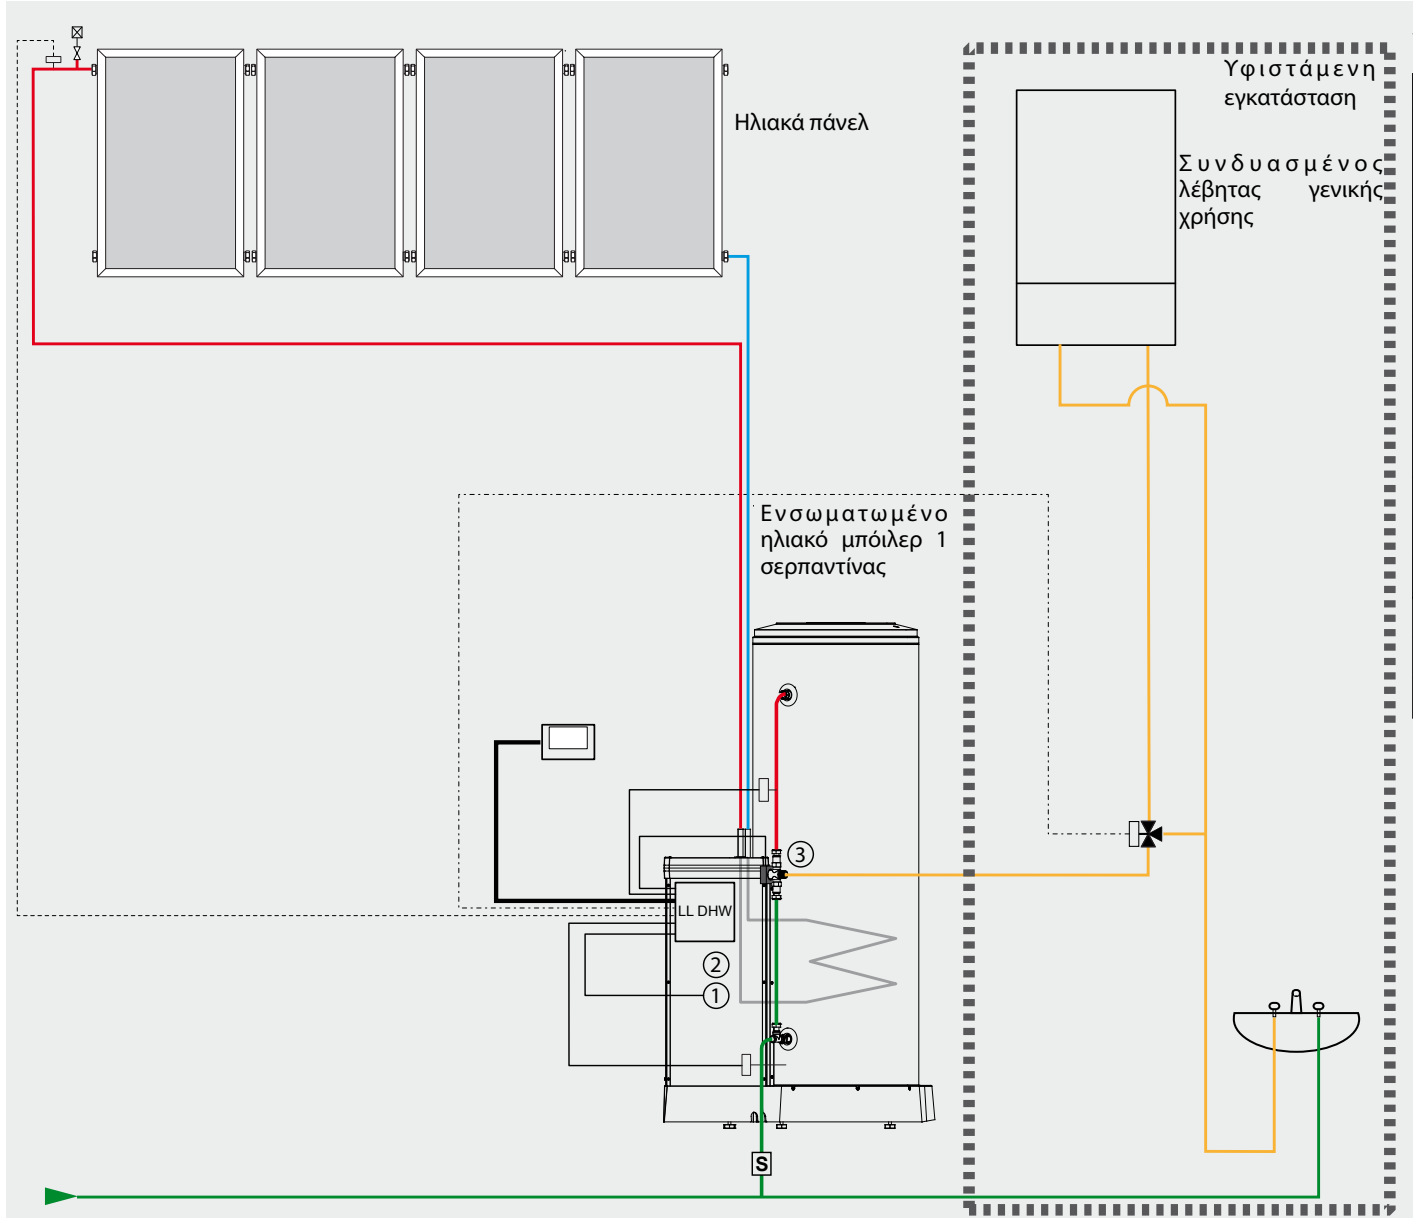 Υφιστάμενη
εγκατάσταση
Ηλιακά πάνελ
Συνδυασμένος
λέβητας γενικής
χρήσης
Ενσωματωμένο
ηλιακό μπόιλερ 1
σερπαντίνας
3
LL DHW
2
1
S